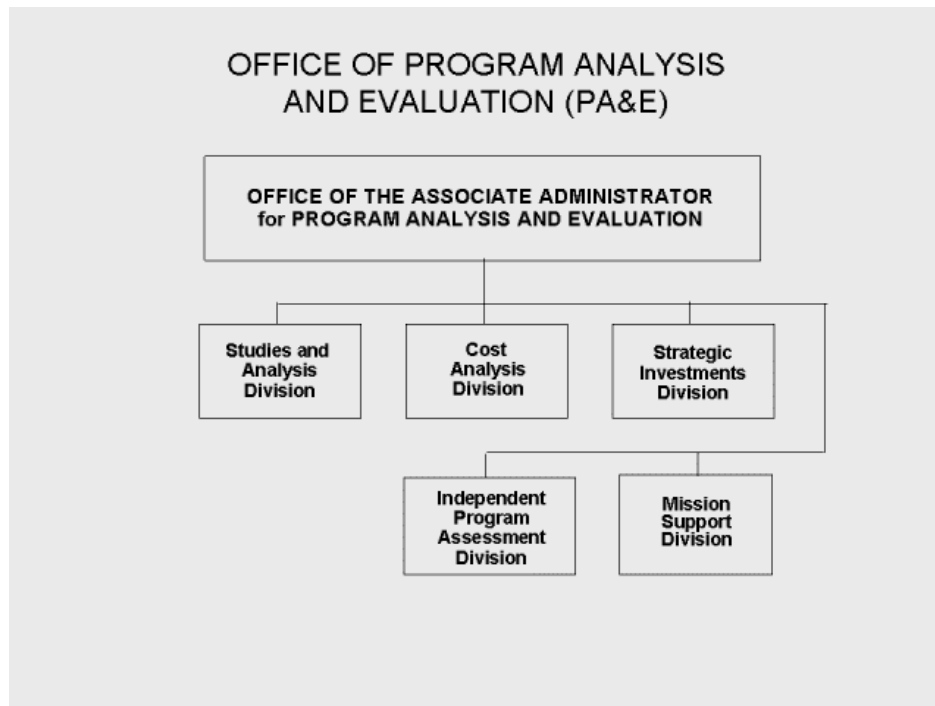 OFFICE OF PROGRAM ANALYSIS
AND EVALUATION (PA&E)
OFFICE OF THE ASSOCIATE ADMINISTRATOR
for PROGRAM ANALYSIS AND EVALUATION
Studies and
Analysis
Division
Cost
Analysis
Division
Strategic
Investments
Division
Independent
Program
Assessment
Division
Mission
Support
Division